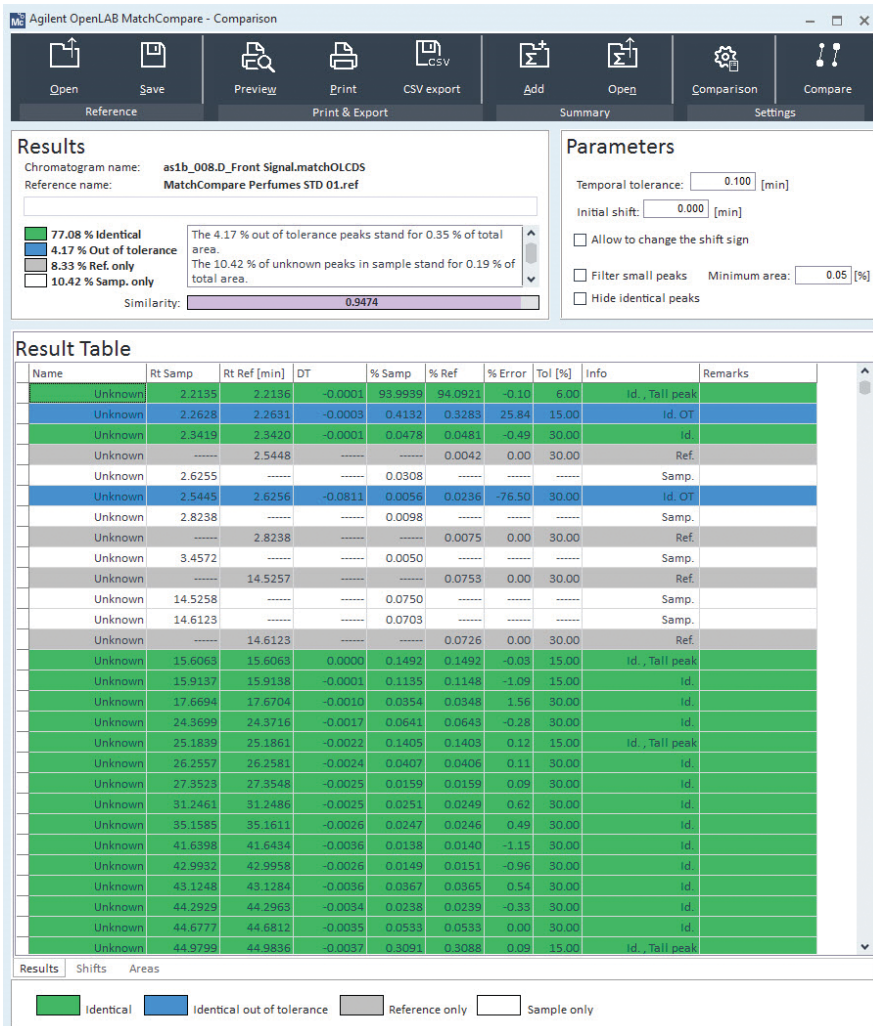 Agilent OpenLAB MatchCompare - Comparison
Open Save Preview Print CSV export Add Open Comparison Compare
Reference Print & Export Summary Settings
Results
Chromatogram name: as1b_008.D_Front Signal.matchOLCDS
Reference name: MatchCompare Perfumes STD 01.ref
77.08 % Identical
4.17 % Out of tolerance
8.33 % Ref. only
10.42 % Samp. only
The 4.17 % out of tolerance peaks stand for 0.35 % of total
area.
The 10.42 % of unknown peaks in sample stand for 0.19 % of
total area.
Similarity: 0.9474
Parameters
Temporal tolerance: 0.100 [min]
Initial shift: 0.000 [min]
Allow to change the shift sign
Filter small peaks Minimum area: 0.05 [%]
Hide identical peaks
Result Table
Name Rt Samp Rt Ref [min] DT % Samp % Ref % Error Tol [%] Info Remarks
Unknown 2.2135 2.2136 -0.0001 93.9939 94.0921 -0.10 6.00 Id. , Tall peak
Unknown 2.2628 2.2631 -0.0003 0.4132 0.3283 25.84 15.00 Id. OT
Unknown 2.3419 2.3420 -0.0001 0.0478 0.0481 -0.49 30.00 Id.
Unknown ------ 2.5448 ------ ------ 0.0042 0.00 30.00 Ref.
Unknown 2.6255 ------ ------ 0.0308 ------ ------ ------ Samp.
Unknown 2.5445 2.6256 -0.0811 0.0056 0.0236 -76.50 30.00 Id. OT
Unknown 2.8238 ------ ------ 0.0098 ------ ------ ------ Samp.
Unknown ------ 2.8238 ------ ------ 0.0075 0.00 30.00 Ref.
Unknown 3.4572 ------ ------ 0.0050 ------ ------ ------ Samp.
Unknown ------ 14.5257 ------ ------ 0.0753 0.00 30.00 Ref.
Unknown 14.5258 ------ ------ 0.0750 ------ ------ ------ Samp.
Unknown 14.6123 ------ ------ 0.0703 ------ ------ ------ Samp.
Unknown ------ 14.6123 ------ ------ 0.0726 0.00 30.00 Ref.
Unknown 15.6063 15.6063 0.0000 0.1492 0.1492 -0.03 15.00 Id. , Tall peak
Unknown 15.9137 15.9138 -0.0001 0.1135 0.1148 -1.09 15.00 Id.
Unknown 17.6694 17.6704 -0.0010 0.0354 0.0348 1.56 30.00 Id.
Unknown 24.3699 24.3716 -0.0017 0.0641 0.0643 -0.28 30.00 Id.
Unknown 25.1839 25.1861 -0.0022 0.1405 0.1403 0.12 15.00 Id. , Tall peak
Unknown 26.2557 26.2581 -0.0024 0.0407 0.0406 0.11 30.00 Id.
Unknown 27.3523 27.3548 -0.0025 0.0159 0.0159 0.09 30.00 Id.
Unknown 31.2461 31.2486 -0.0025 0.0251 0.0249 0.62 30.00 Id.
Unknown 35.1585 35.1611 -0.0026 0.0247 0.0246 0.49 30.00 Id.
Unknown 41.6398 41.6434 -0.0036 0.0138 0.0140 -1.15 30.00 Id.
Unknown 42.9932 42.9958 -0.0026 0.0149 0.0151 -0.96 30.00 Id.
Unknown 43.1248 43.1284 -0.0036 0.0367 0.0365 0.54 30.00 Id.
Unknown 44.2929 44.2963 -0.0034 0.0238 0.0239 -0.33 30.00 Id.
Unknown 44.6777 44.6812 -0.0035 0.0533 0.0533 0.00 30.00 Id.
Unknown 44.9799 44.9836 -0.0037 0.3091 0.3088 0.09 15.00 Id. , Tall peak
Results Shifts Areas
Identical Identical out of tolerance Reference only Sample only